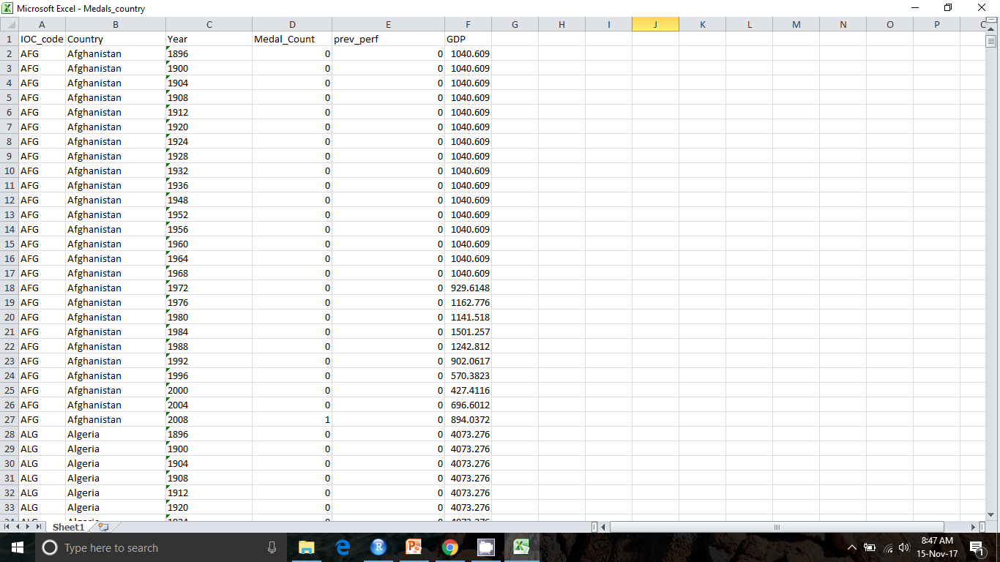 Microsoft Excel - Medals_country
A B C D E F G H I J K L M N O P
1 IOC_code Country Year Medal_Count prev_perf GDP
2 AFG Afghanistan 1896 0 0 1040.609
3 AFG Afghanistan 1900 0 0 1040.609
4 AFG Afghanistan 1904 0 0 1040.609
5 AFG Afghanistan 1908 0 0 1040.609
6 AFG Afghanistan 1912 0 0 1040.609
7 AFG Afghanistan 1920 0 0 1040.609
8 AFG Afghanistan 1924 0 0 1040.609
9 AFG Afghanistan 1928 0 0 1040.609
10 AFG Afghanistan 1932 0 0 1040.609
11 AFG Afghanistan 1936 0 0 1040.609
12 AFG Afghanistan 1948 0 0 1040.609
13 AFG Afghanistan 1952 0 0 1040.609
14 AFG Afghanistan 1956 0 0 1040.609
15 AFG Afghanistan 1960 0 0 1040.609
16 AFG Afghanistan 1964 0 0 1040.609
17 AFG Afghanistan 1968 0 0 1040.609
18 AFG Afghanistan 1972 0 0 929.6148
19 AFG Afghanistan 1976 0 0 1162.776
20 AFG Afghanistan 1980 0 0 1141.518
21 AFG Afghanistan 1984 0 0 1501.257
22 AFG Afghanistan 1988 0 0 1242.812
23 AFG Afghanistan 1992 0 0 902.0617
24 AFG Afghanistan 1996 0 0 570.3823
25 AFG Afghanistan 2000 0 0 427.4116
26 AFG Afghanistan 2004 0 0 696.6012
27 AFG Afghanistan 2008 1 0 894.0372
28 ALG Algeria 1896 0 0 4073.276
29 ALG Algeria 1900 0 0 4073.276
30 ALG Algeria 1904 0 0 4073.276
31 ALG Algeria 1908 0 0 4073.276
32 ALG Algeria 1912 0 0 4073.276
33 ALG Algeria 1920 0 0 4073.276
Sheet1
Type here to search
8:47 AM
15-Nov-17
1